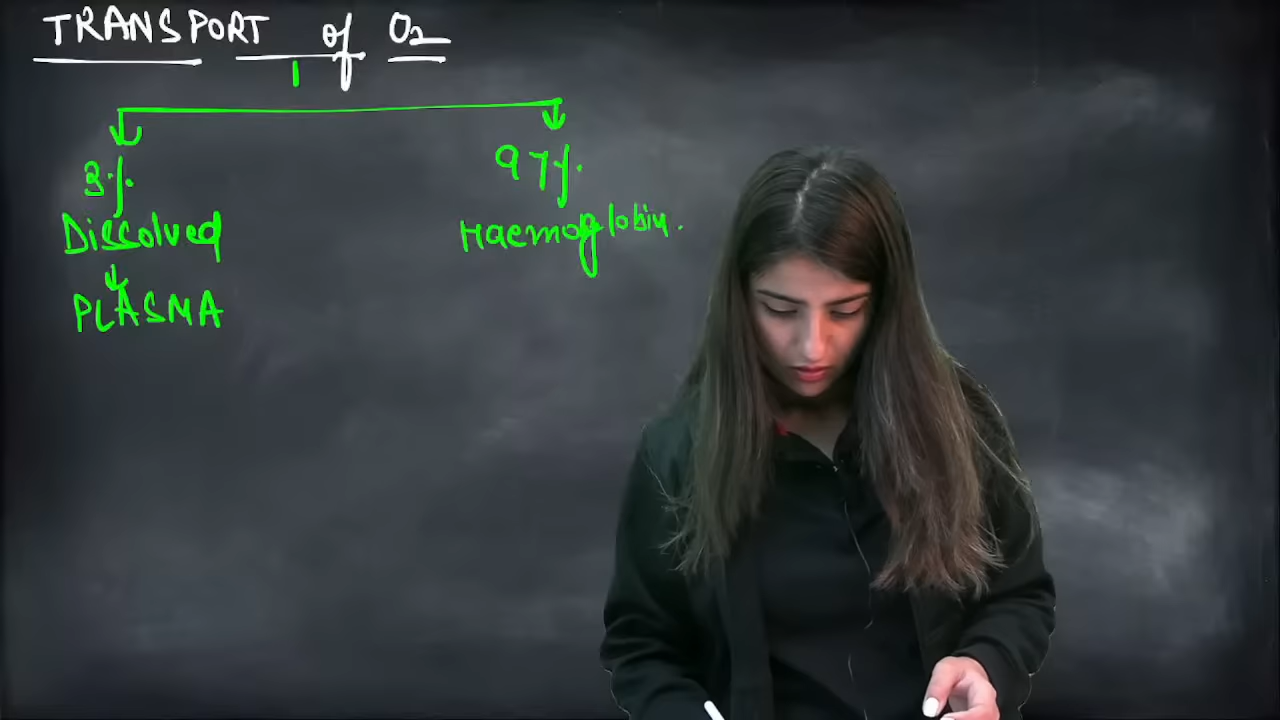 TRANSPORT of O2
3%. 97%.
Dissolved Haemoglobin.
PLASMA